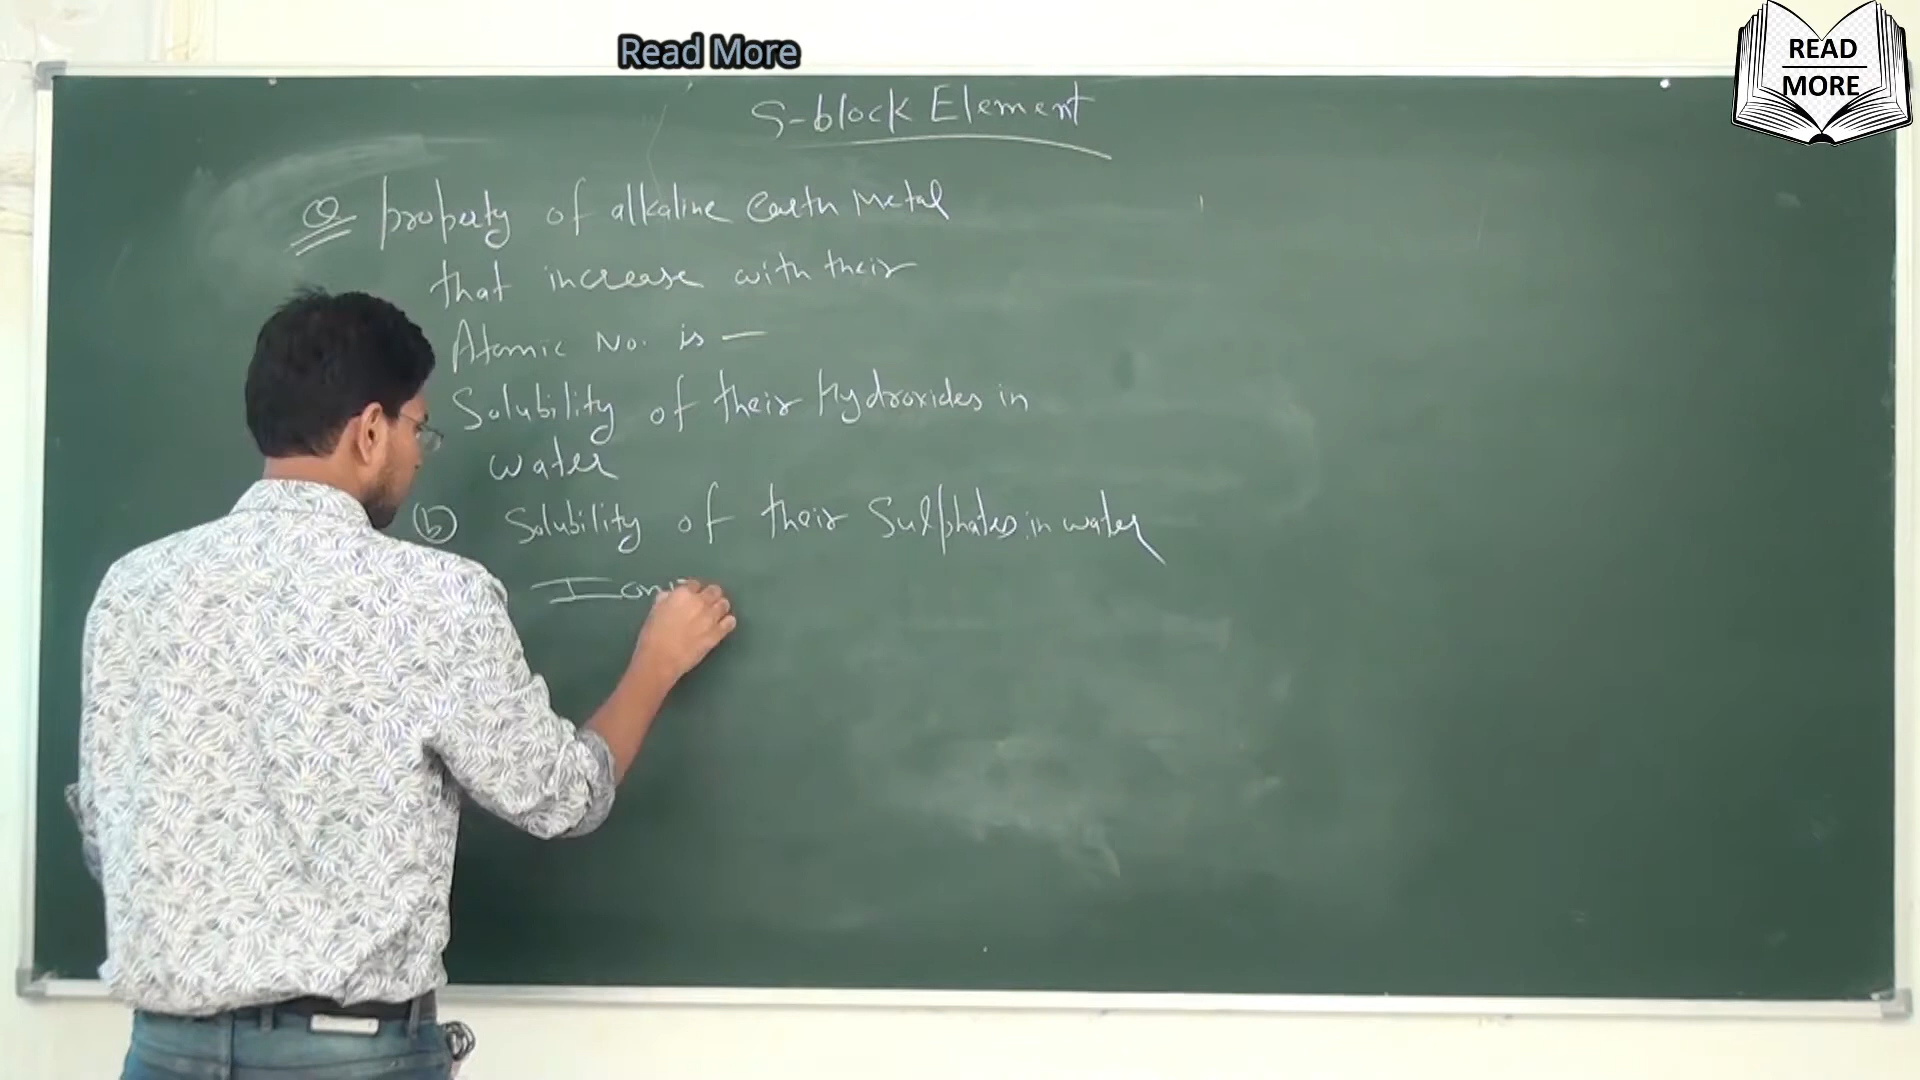 Read More
READ
MORE
S-block Element
Q property of alkaline earth Metal
that increase with their
Atomic No. is —
Solubility of their Hydroxides in
water
(b) Solubility of their Sulphates in water
Ioni